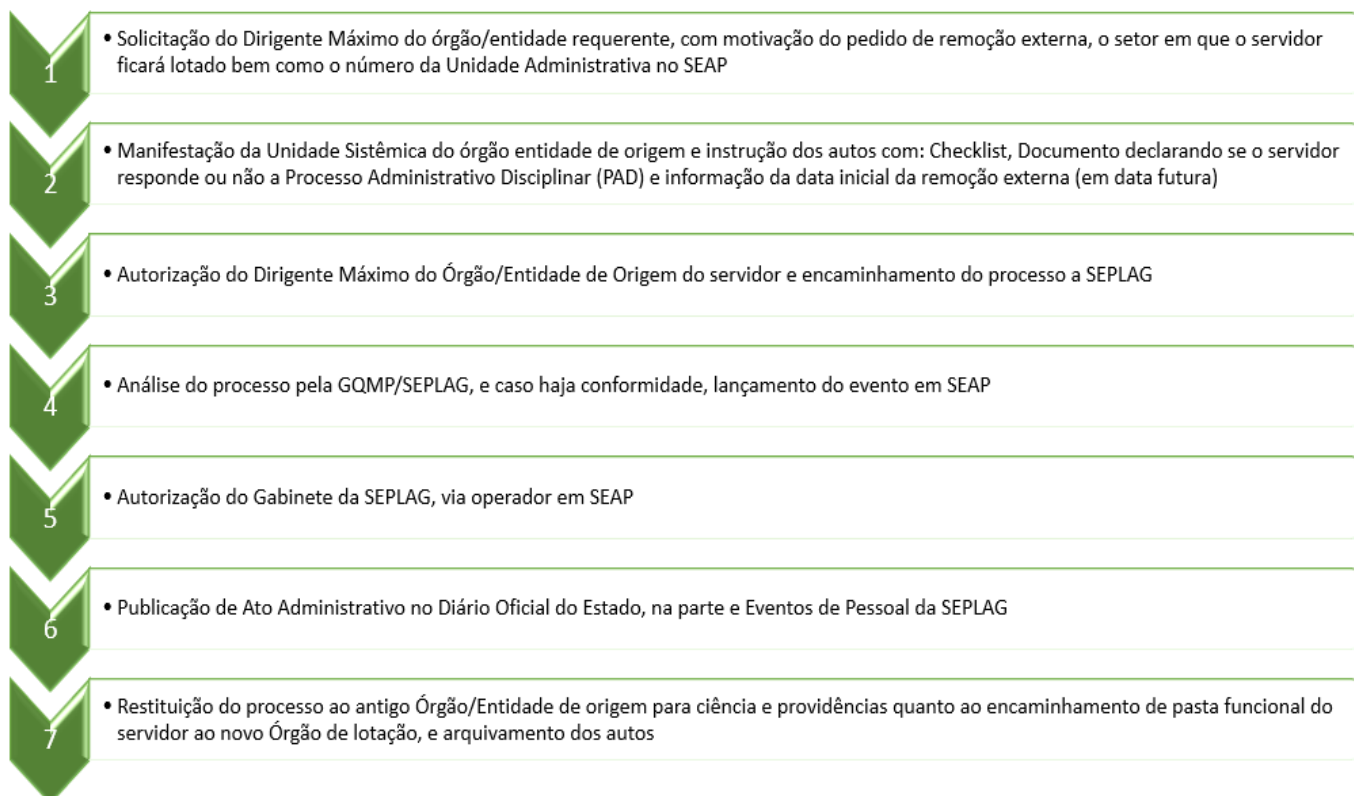 1
• Solicitação do Dirigente Máximo do órgão/entidade requerente, com motivação do pedido de remoção externa, o setor em que o servidor
ficará lotado bem como o número da Unidade Administrativa no SEAP
2
• Manifestação da Unidade Sistêmica do órgão entidade de origem e instrução dos autos com: Checklist, Documento declarando se o servidor
responde ou não a Processo Administrativo Disciplinar (PAD) e informação da data inicial da remoção externa (em data futura)
3
• Autorização do Dirigente Máximo do Órgão/Entidade de Origem do servidor e encaminhamento do processo a SEPLAG
4
• Análise do processo pela GQMP/SEPLAG, e caso haja conformidade, lançamento do evento em SEAP
5
• Autorização do Gabinete da SEPLAG, via operador em SEAP
6
• Publicação de Ato Administrativo no Diário Oficial do Estado, na parte e Eventos de Pessoal da SEPLAG
7
• Restituição do processo ao antigo Órgão/Entidade de origem para ciência e providências quanto ao encaminhamento de pasta funcional do
servidor ao novo Órgão de lotação, e arquivamento dos autos